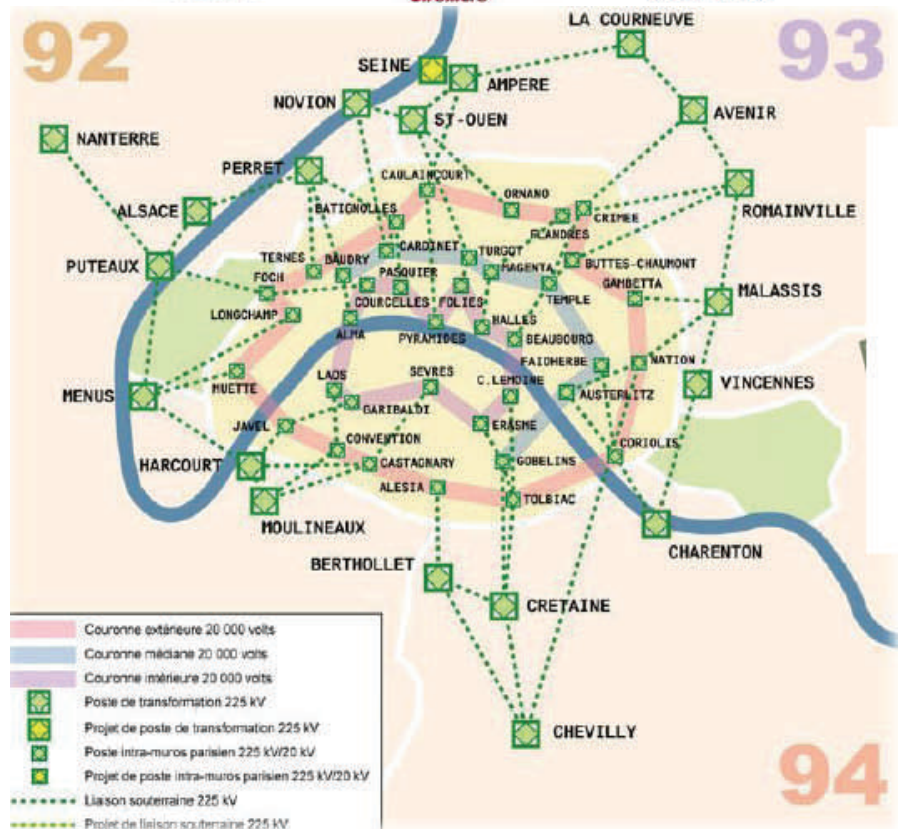 92
93
LA COURNEUVE
SEINE
AMPERE
NOVION
ST-OUEN
AVENIR
NANTERRE
PERRET
CAULAINCOURT
ORNANO
ALSACE
BATIGNOLLES
CRIMEE
ROMAINVILLE
FLANDRES
CARDINET
TURGOT
TERNES
BAUDRY
MAGENTA
BUTTES-CHAUMONT
PUTEAUX
FOCH
PASQUIER
GAMBETTA
COURCELLES
FOLIES
TEMPLE
MALASSIS
LONGCHAMP
HALLES
ALMA
PYRAMIDES
BEAUBOURG
FAIDHERBE
NATION
SEVRES
LAOS
C.LEMOINE
VINCENNES
MUETTE
MENUS
GARIBALDI
AUSTERLITZ
JAVEL
ERASME
CONVENTION
CORIOLIS
HARCOURT
CASTAGNARY
GOBELINS
ALESIA
TOLBIAC
MOULINEAUX
CHARENTON
BERTHOLLET
CRETAINE
CHEVILLY
94
Couronne extérieure 20 000 volts
Couronne médiane 20 000 volts
Couronne intérieure 20 000 volts
Poste de transformation 225 kV
Projet de poste de transformation 225 kV
Poste intra-muros parisien 225 kV/20 kV
Projet de poste intra-muros parisien 225 kV/20 kV
Liaison souterraine 225 kV
Projet de liaison souterraine 225 kV